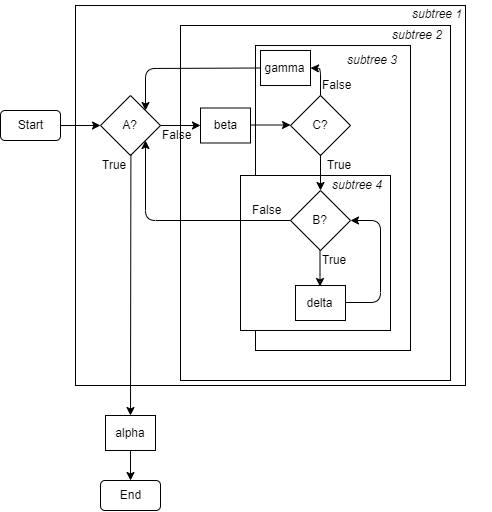 subtree 1
subtree 2
subtree 3
gamma
False
Start
A?
False
beta
C?
True
True
subtree 4
False
B?
True
delta
alpha
End